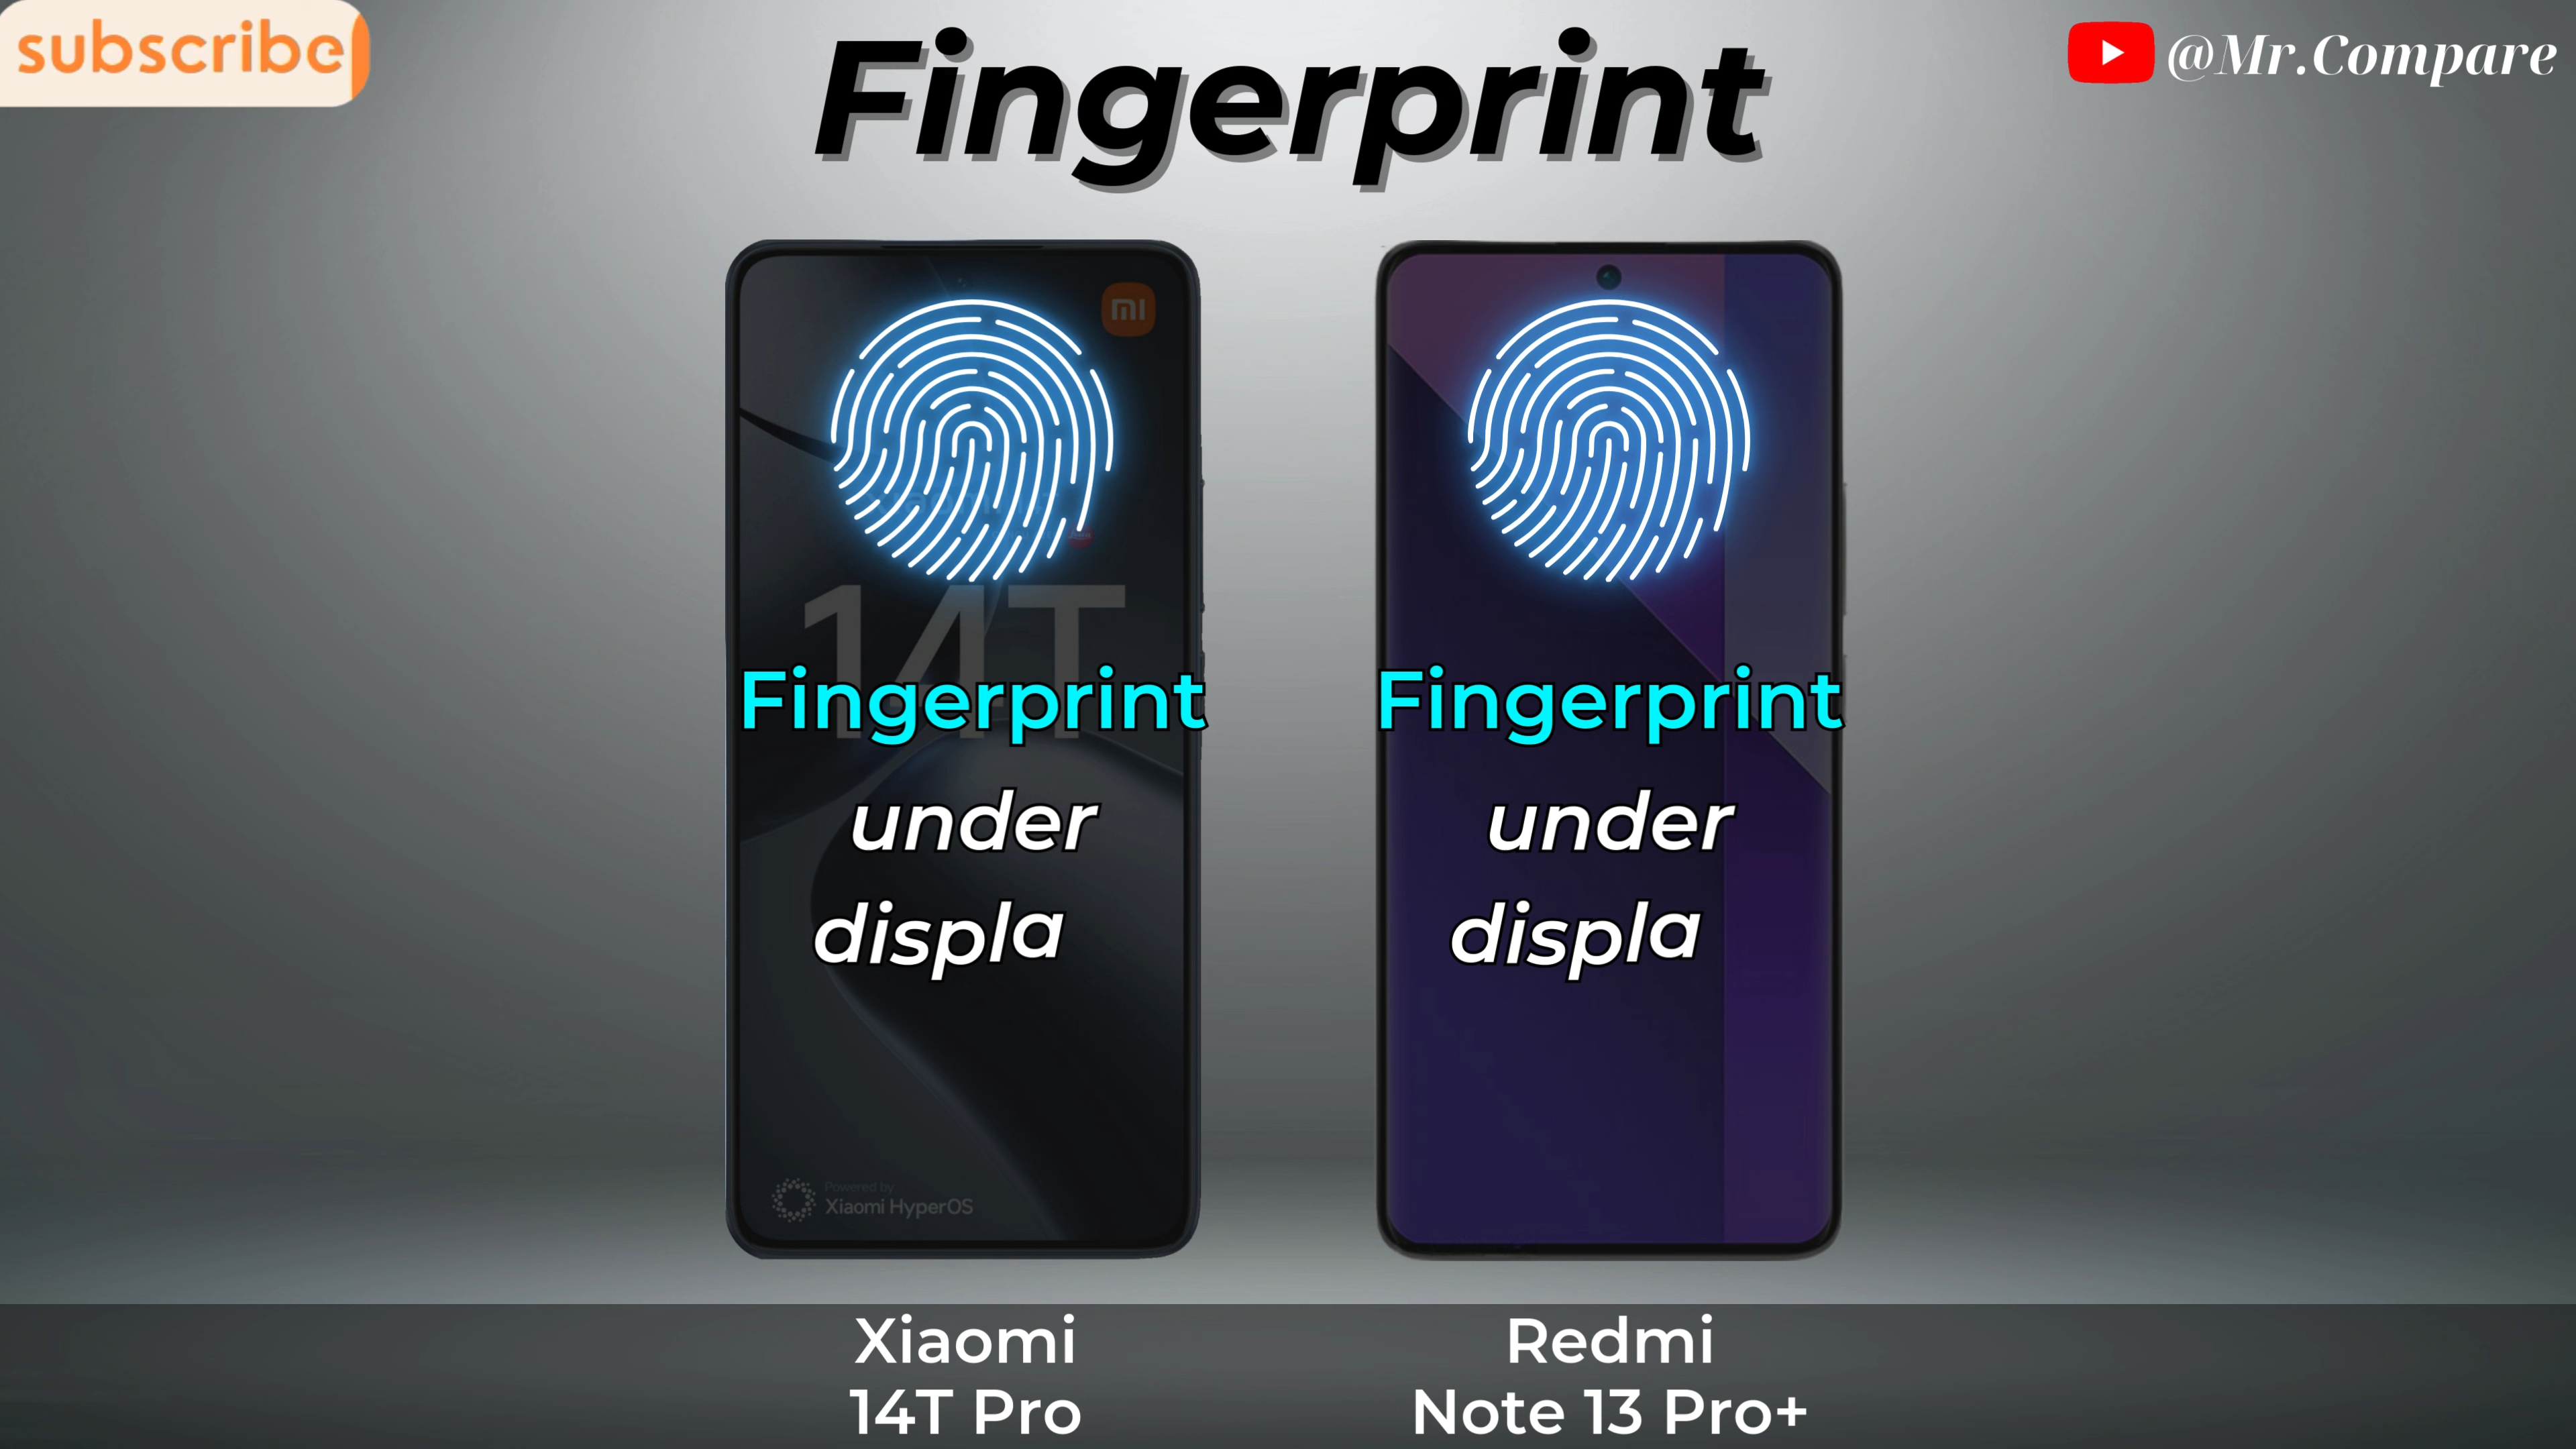 subscribe
Fingerprint
@Mr.Compare
mi
14T
Fingerprint
under
displa
Powered by
Xiaomi HyperOS
Fingerprint
under
displa
Xiaomi
14T Pro
Redmi
Note 13 Pro+